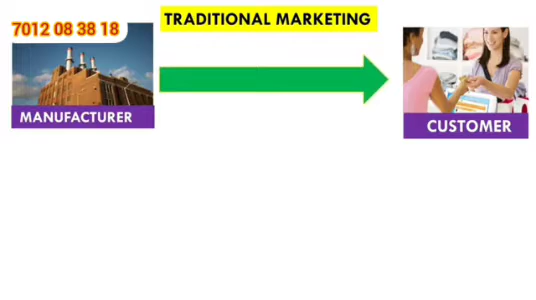 7012 08 38 18
TRADITIONAL MARKETING
MANUFACTURER
CUSTOMER